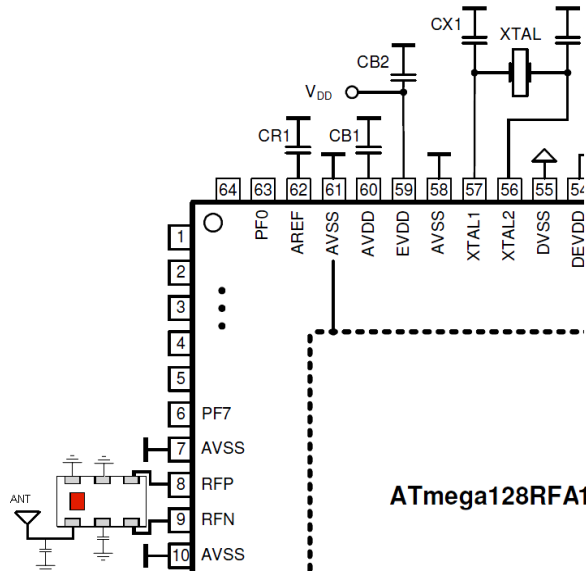 CX1
XTAL
CB2
VDD
CR1
CB1
64 63 62 61 60 59 58 57 56 55 54
PF0
AREF
AVSS
AVDD
EVDD
AVSS
XTAL1
XTAL2
DVSS
DEVDD
1
2
3
4
5
6 PF7
7 AVSS
8 RFP
9 RFN
10 AVSS
ANT
ATmega128RFA1